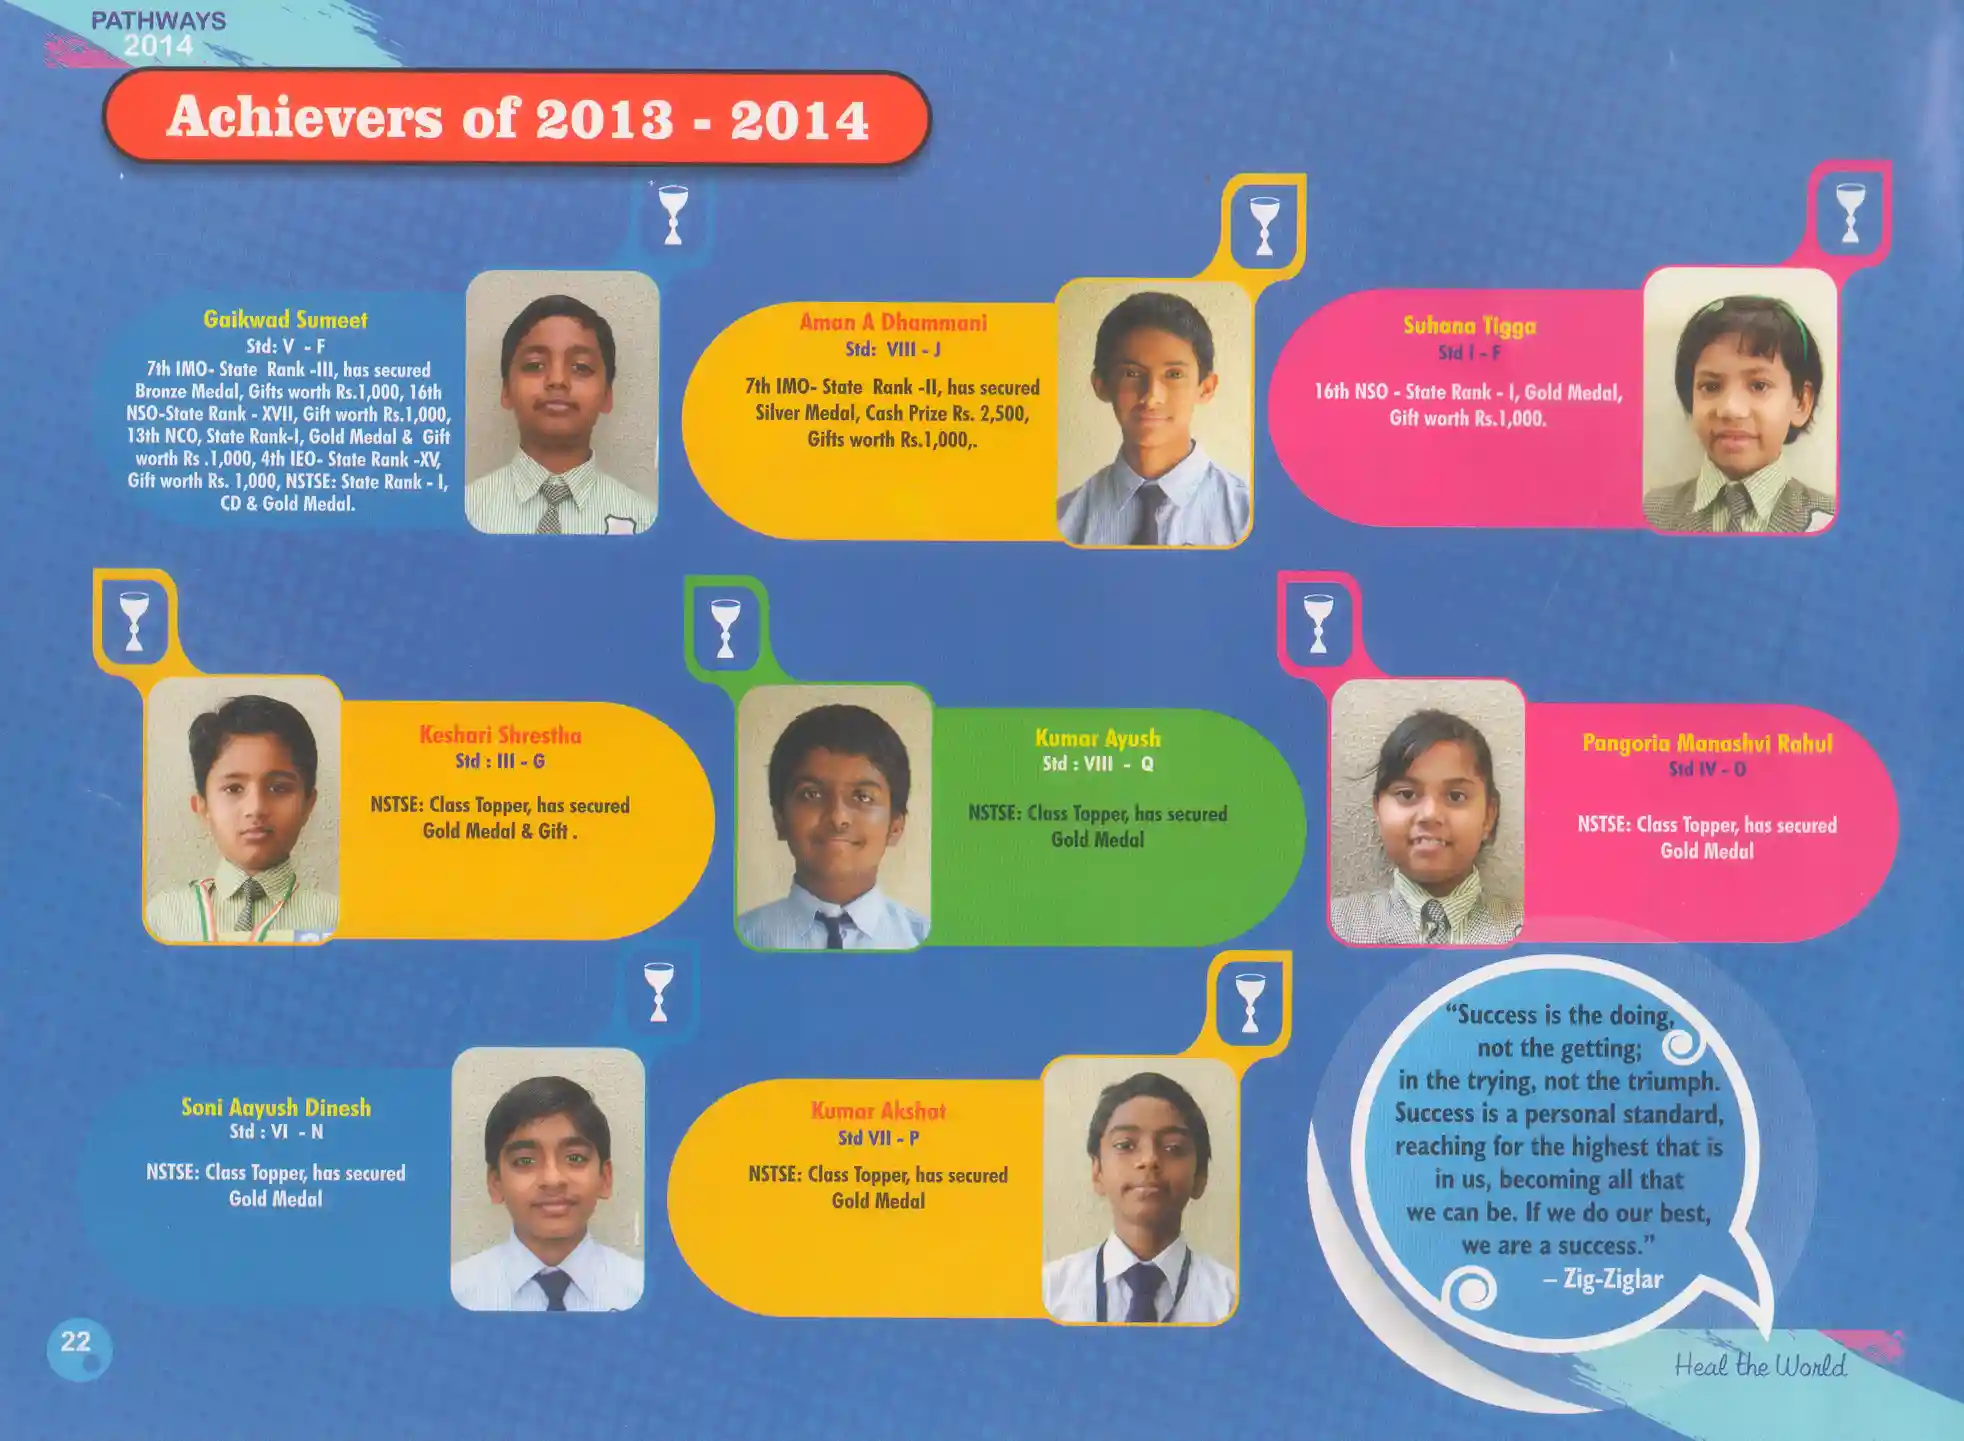 PATHWAYS
2014
Achievers of 2013 - 2014
Gaikwad Sumeet
Std: V - F
7th IMO- State Rank -III, has secured
Bronze Medal, Gifts worth Rs.1,000, 16th
NSO-State Rank - XVII, Gift worth Rs.1,000,
13th NCO, State Rank-I, Gold Medal & Gift
worth Rs .1,000, 4th IEO- State Rank -XV,
Gift worth Rs. 1,000, NSTSE: State Rank - I,
CD & Gold Medal.
Aman A Dhammani
Std: VIII - J
7th IMO- State Rank -II, has secured
Silver Medal, Cash Prize Rs. 2,500,
Gifts worth Rs.1,000,.
Suhana Tigga
Std I - F
16th NSO - State Rank - I, Gold Medal,
Gift worth Rs.1,000.
Keshari Shrestha
Std : III - G
NSTSE: Class Topper, has secured
Gold Medal & Gift .
Kumar Ayush
Std : VIII - Q
NSTSE: Class Topper, has secured
Gold Medal
Pangoria Manashvi Rahul
Std IV - O
NSTSE: Class Topper, has secured
Gold Medal
Soni Aayush Dinesh
Std : VI - N
NSTSE: Class Topper, has secured
Gold Medal
Kumar Akshat
Std VII - P
NSTSE: Class Topper, has secured
Gold Medal
“Success is the doing,
not the getting;
in the trying, not the triumph.
Success is a personal standard,
reaching for the highest that is
in us, becoming all that
we can be. If we do our best,
we are a success.”
– Zig-Ziglar
22
Heal the World